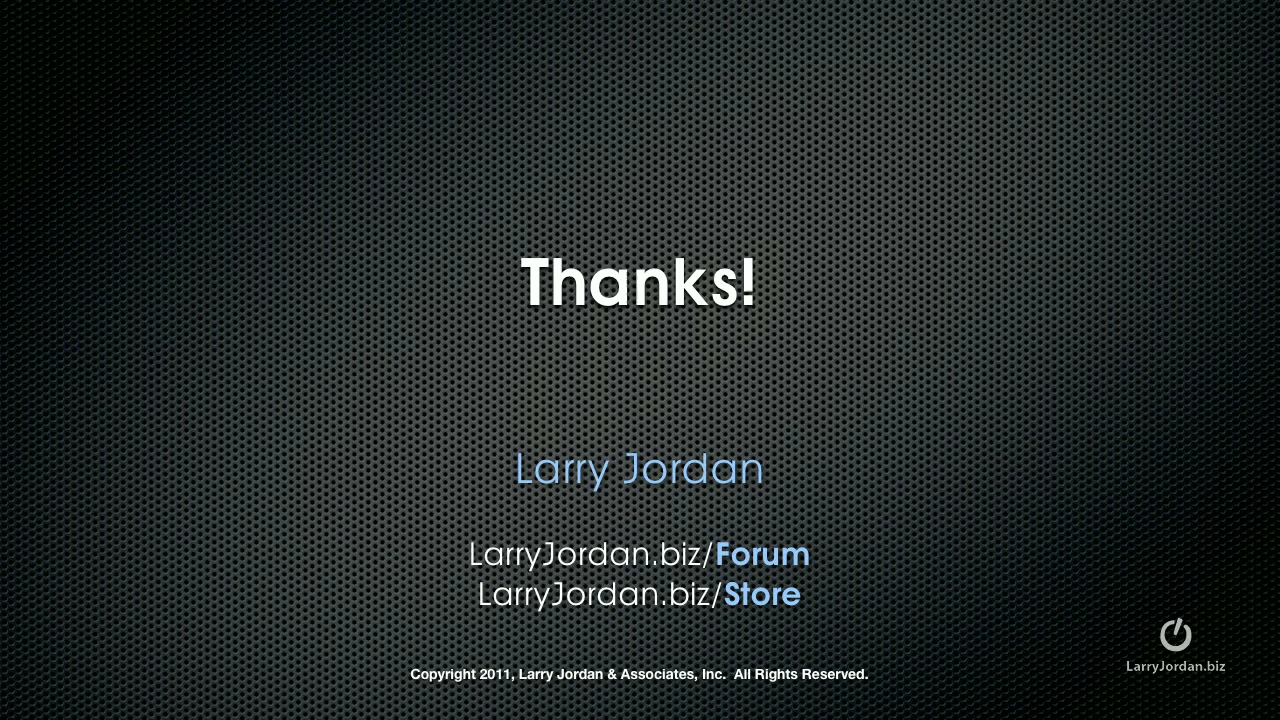 Thanks!
Larry Jordan
LarryJordan.biz/Forum
LarryJordan.biz/Store
LarryJordan.biz
Copyright 2011, Larry Jordan & Associates, Inc.  All Rights Reserved.